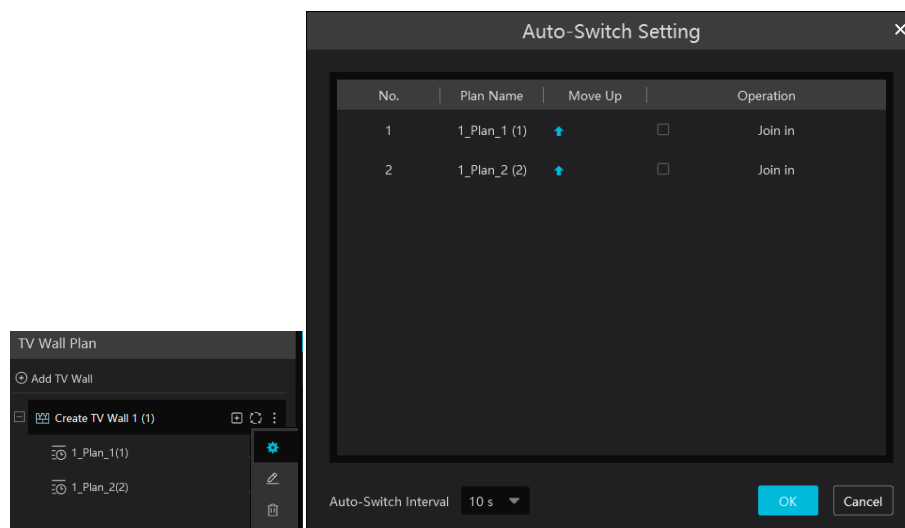 Auto-Switch Setting
No. Plan Name Move Up Operation
1 1_Plan_1 (1) Join in
2 1_Plan_2 (2) Join in
Auto-Switch Interval 10 s OK Cancel
TV Wall Plan
Add TV Wall
Create TV Wall 1 (1)
1_Plan_1(1)
1_Plan_2(2)